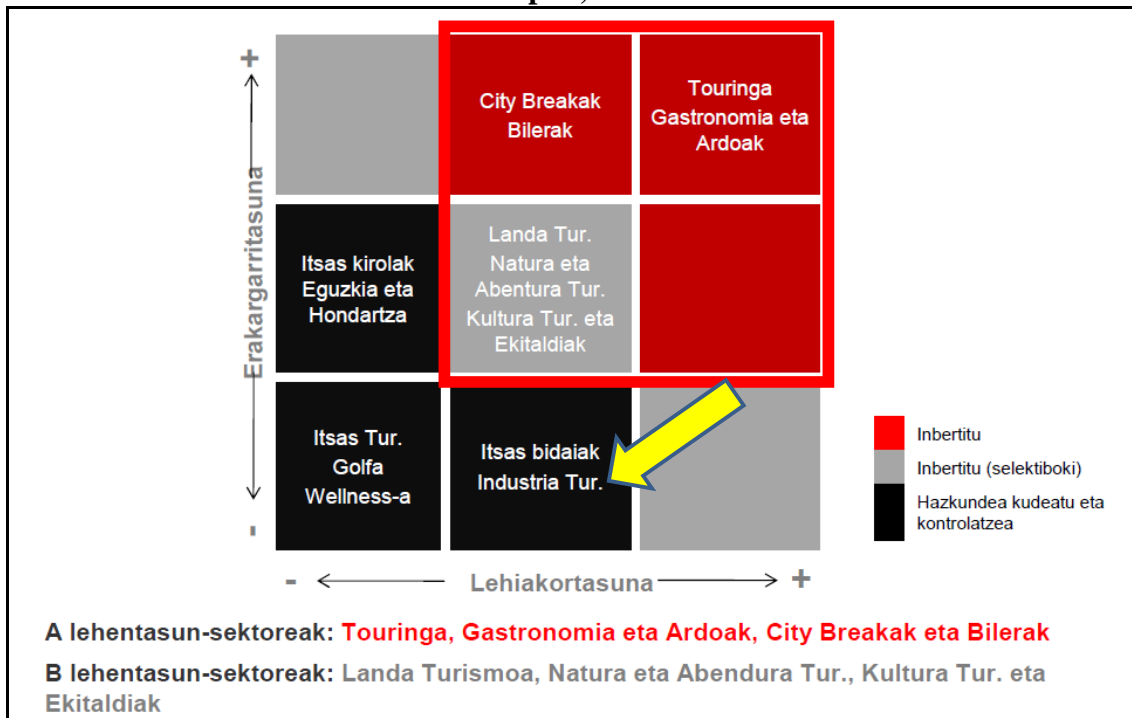 +
City Breakak
Bilerak
Touringa
Gastronomia eta
Ardoak
Erakargarritasuna
Itsas kirolak
Eguzkia eta
Hondartza
Landa Tur.
Natura eta
Abentura Tur.
Kultura Tur. eta
Ekitaldiak
Itsas Tur.
Golfa
Wellness-a
Itsas bidaiak
Industria Tur.
-
Inbertitu
Inbertitu (selektiboki)
Hazkundea kudeatu eta
kontrolatzea
- Lehiakortasuna +
A lehentasun-sektoreak: Touringa, Gastronomia eta Ardoak, City Breakak eta Bilerak
B lehentasun-sektoreak: Landa Turismoa, Natura eta Abendura Tur., Kultura Tur. eta
Ekitaldiak